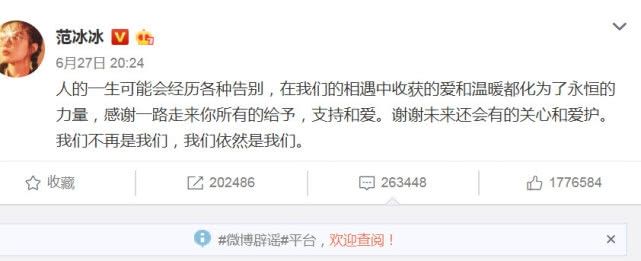 范冰冰
6月27日 20:24
人的一生可能会经历各种告别，在我们的相遇中收获的爱和温暖都化为了永恒的
力量，感谢一路走来你所有的给予，支持和爱。谢谢未来还会有的关心和爱护。
我们不再是我们，我们依然是我们。
收藏 202486 263448 1776584
#微博辟谣#平台，欢迎查阅！